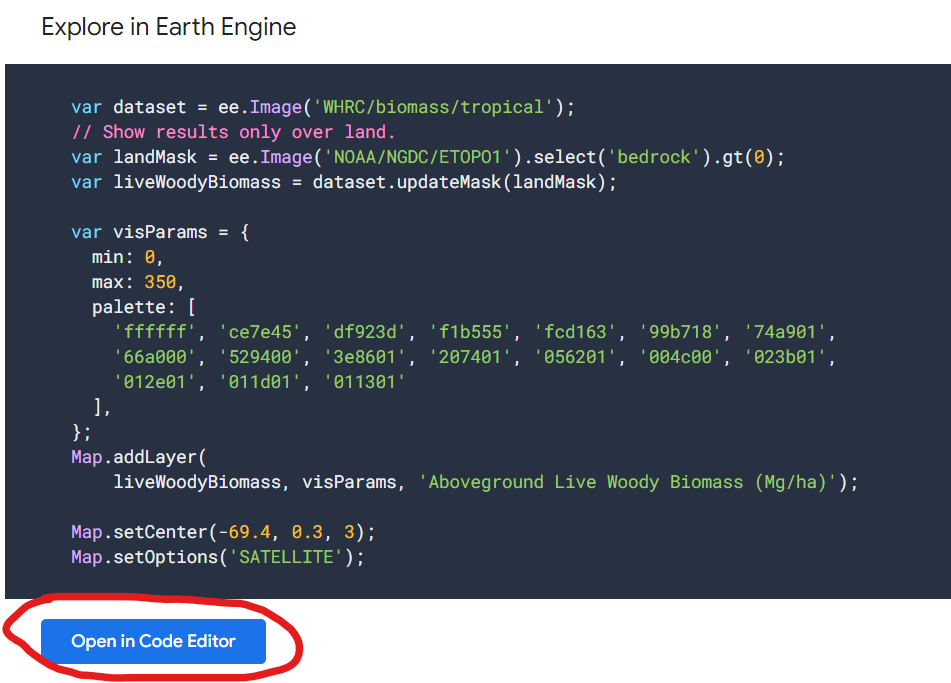 Explore in Earth Engine
var dataset = ee.Image('WHRC/biomass/tropical');
// Show results only over land.
var landMask = ee.Image('NOAA/NGDC/ETOPO1').select('bedrock').gt(0);
var liveWoodyBiomass = dataset.updateMask(landMask);
var visParams = {
min: 0,
max: 350,
palette: [
'ffffff', 'ce7e45', 'df923d', 'f1b555', 'fcd163', '99b718', '74a901',
'66a000', '529400', '3e8601', '207401', '056201', '004c00', '023b01',
'012e01', '011d01', '011301'
],
};
Map.addLayer(
liveWoodyBiomass, visParams, 'Aboveground Live Woody Biomass (Mg/ha)');
Map.setCenter(-69.4, 0.3, 3);
Map.setOptions('SATELLITE');
Open in Code Editor